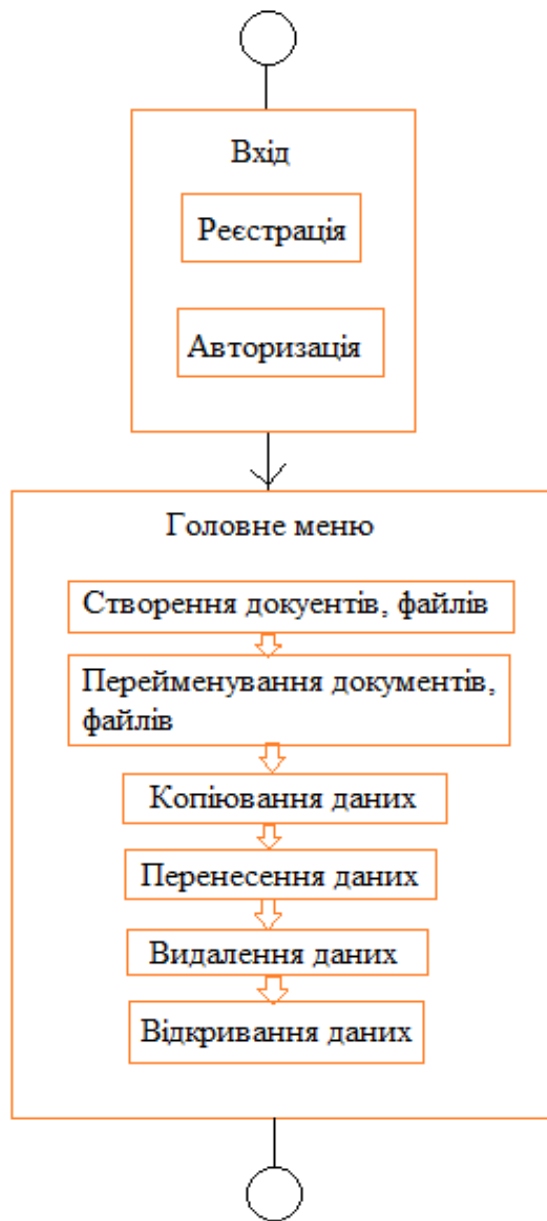 Вхід
Реєстрація
Авторизація
Головне меню
Створення докуентів, файлів
Перейменування документів,
файлів
Копіювання даних
Перенесення даних
Видалення даних
Відкривання даних